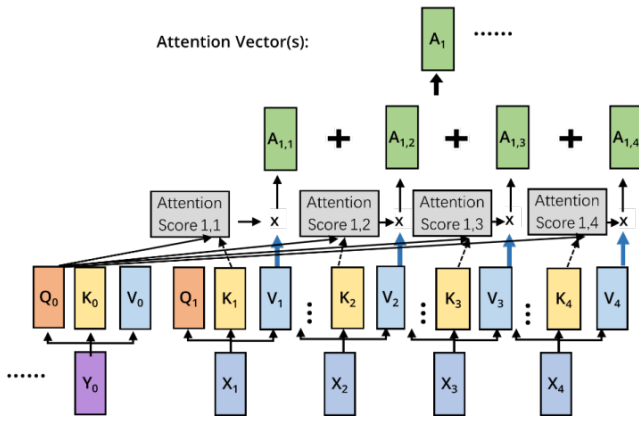 Attention Vector(s):
A1
......
A1,1
+
A1,2
+
A1,3
+
A1,4
Attention
Score 1,1
x
Attention
Score 1,2
x
Attention
Score 1,3
x
Attention
Score 1,4
x
Q0
K0
V0
Q1
K1
V1
K2
V2
K3
V3
K4
V4
......
Y0
X1
X2
X3
X4